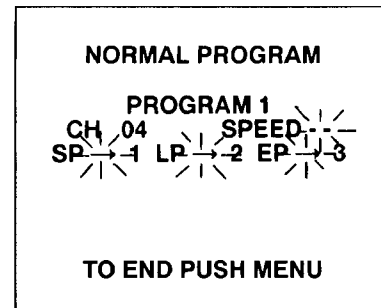 NORMAL PROGRAM
PROGRAM 1
CH 04 SPEED --
SP→1 LP→2 EP→3
TO END PUSH MENU